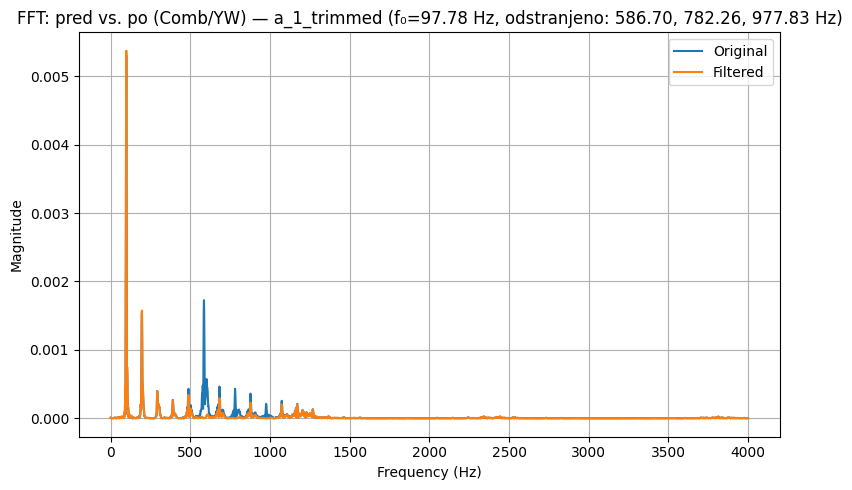 FFT: pred vs. po (Comb/YW) — a_1_trimmed (f₀=97.78 Hz, odstranjeno: 586.70, 782.26, 977.83 Hz)
Original
Filtered
0.005
0.004
0.003
0.002
0.001
0.000
Magnitude
0 500 1000 1500 2000 2500 3000 3500 4000
Frequency (Hz)